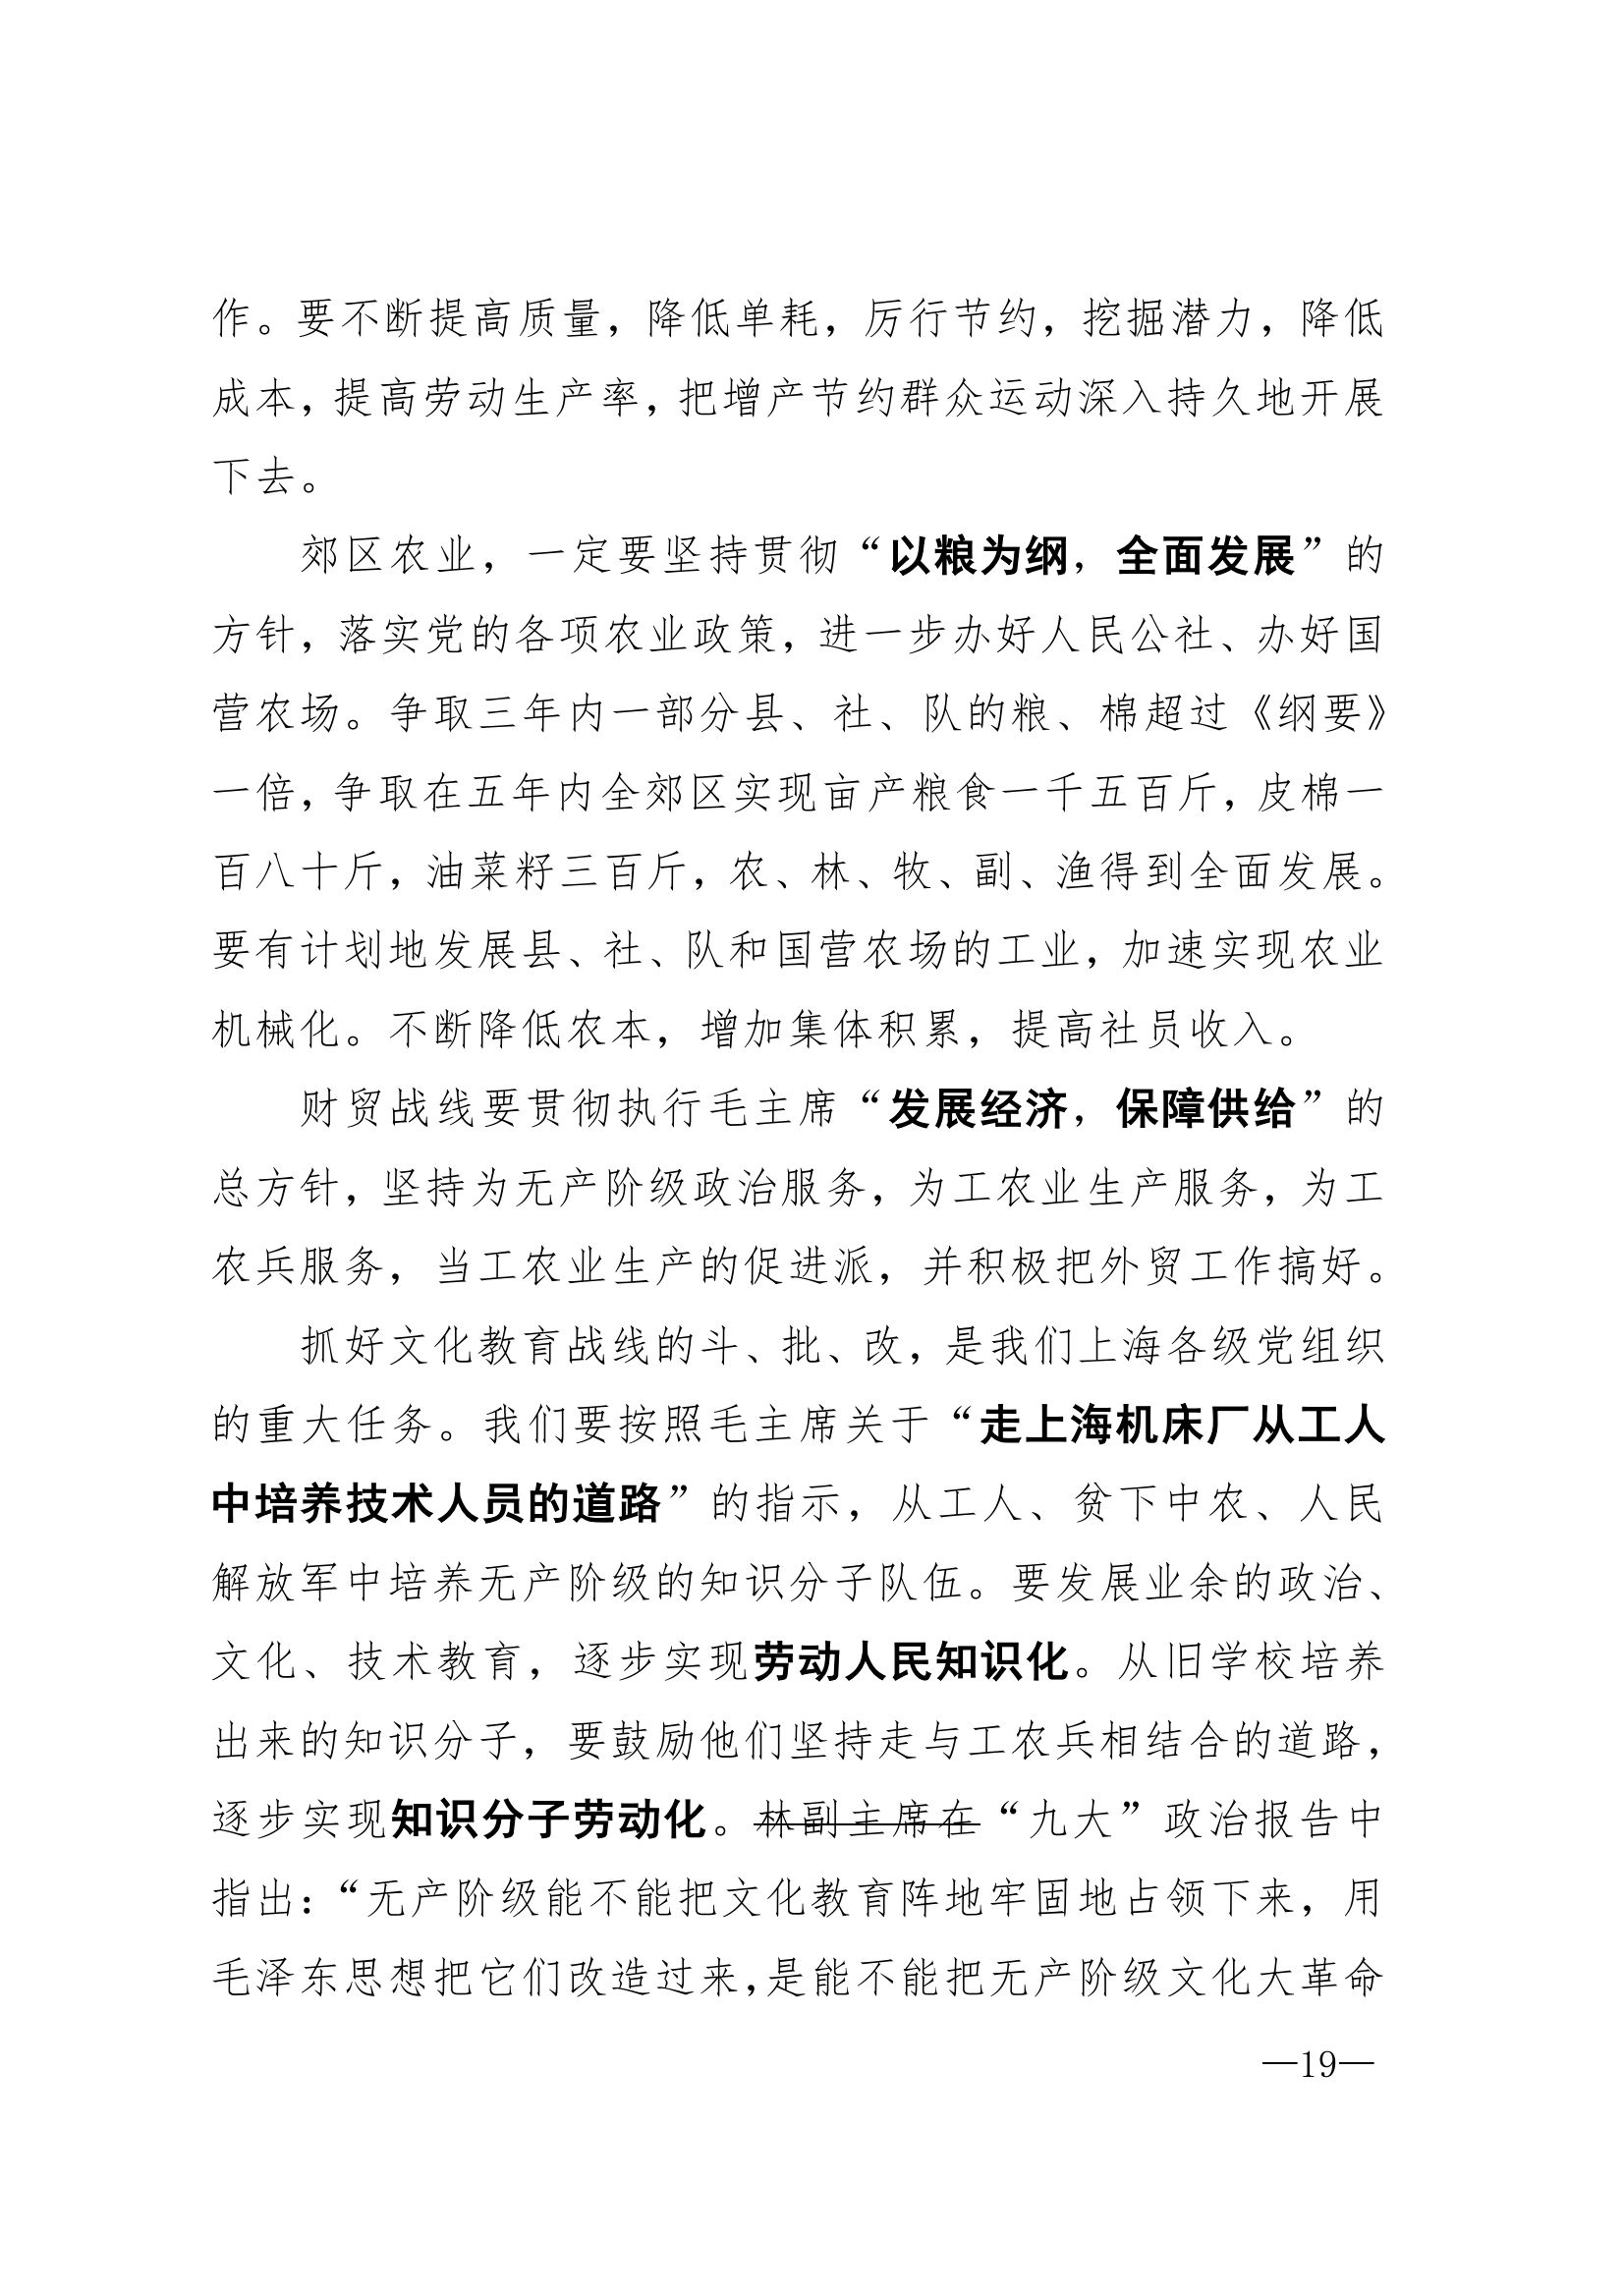 作。要不断提高质量，降低单耗，厉行节约，挖掘潜力，降低
成本，提高劳动生产率，把增产节约群众运动深入持久地开展
下去。
郊区农业，一定要坚持贯彻“以粮为纲，全面发展”的
方针，落实党的各项农业政策，进一步办好人民公社、办好国
营农场。争取三年内一部分县、社、队的粮、棉超过《纲要》
一倍，争取在五年内全郊区实现亩产粮食一千五百斤，皮棉一
百八十斤，油菜籽三百斤，农、林、牧、副、渔得到全面发展。
要有计划地发展县、社、队和国营农场的工业，加速实现农业
机械化。不断降低农本，增加集体积累，提高社员收入。
财贸战线要贯彻执行毛主席“发展经济，保障供给”的
总方针，坚持为无产阶级政治服务，为工农业生产服务，为工
农兵服务，当工农业生产的促进派，并积极把外贸工作搞好。
抓好文化教育战线的斗、批、改，是我们上海各级党组织
的重大任务。我们要按照毛主席关于“走上海机床厂从工人
中培养技术人员的道路”的指示，从工人、贫下中农、人民
解放军中培养无产阶级的知识分子队伍。要发展业余的政治、
文化、技术教育，逐步实现劳动人民知识化。从旧学校培养
出来的知识分子，要鼓励他们坚持走与工农兵相结合的道路，
逐步实现知识分子劳动化。林副主席在“九大”政治报告中
指出：“无产阶级能不能把文化教育阵地牢固地占领下来，用
毛泽东思想把它们改造过来，是能不能把无产阶级文化大革命
—19—